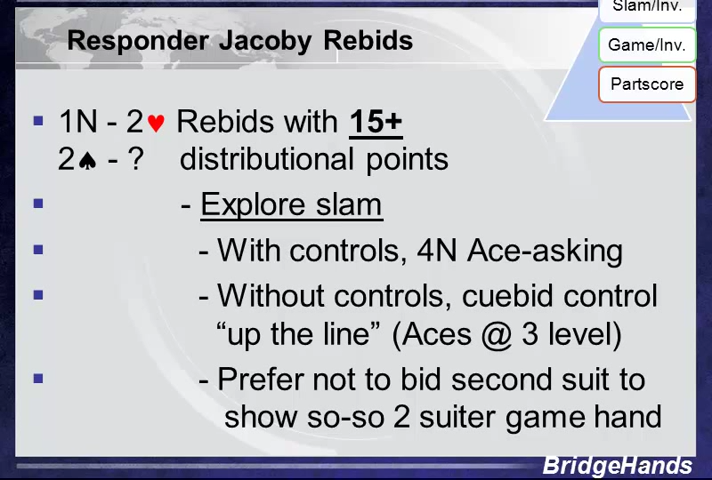 Slam/Inv.
Game/Inv.
Partscore
Responder Jacoby Rebids
1N - 2♥ Rebids with 15+
2♠ - ? distributional points
- Explore slam
- With controls, 4N Ace-asking
- Without controls, cuebid control
“up the line” (Aces @ 3 level)
- Prefer not to bid second suit to
show so-so 2 suiter game hand
BridgeHands